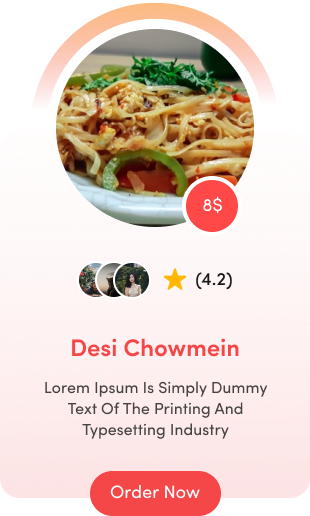 8$
(4.2)
Desi Chowmein
Lorem Ipsum Is Simply Dummy
Text Of The Printing And
Typesetting Industry
Order Now